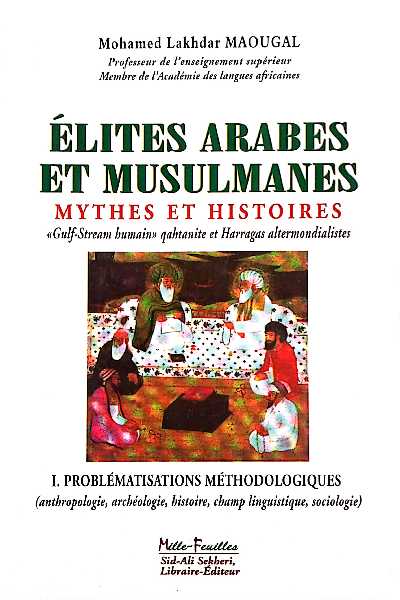 Mohamed Lakhdar MAOUGAL
Professeur de l'enseignement supérieur
Membre de l'Académie des langues africaines
ÉLITES ARABES
ET MUSULMANES
MYTHES ET HISTOIRES
«Gulf-Stream humain» qahtanite et Harragas altermondialistes
I. PROBLÉMATISATIONS MÉTHODOLOGIQUES
(anthropologie, archéologie, histoire, champ linguistique, sociologie)
Mille-Feuilles
Sid-Ali Sekheri,
Libraire-Éditeur